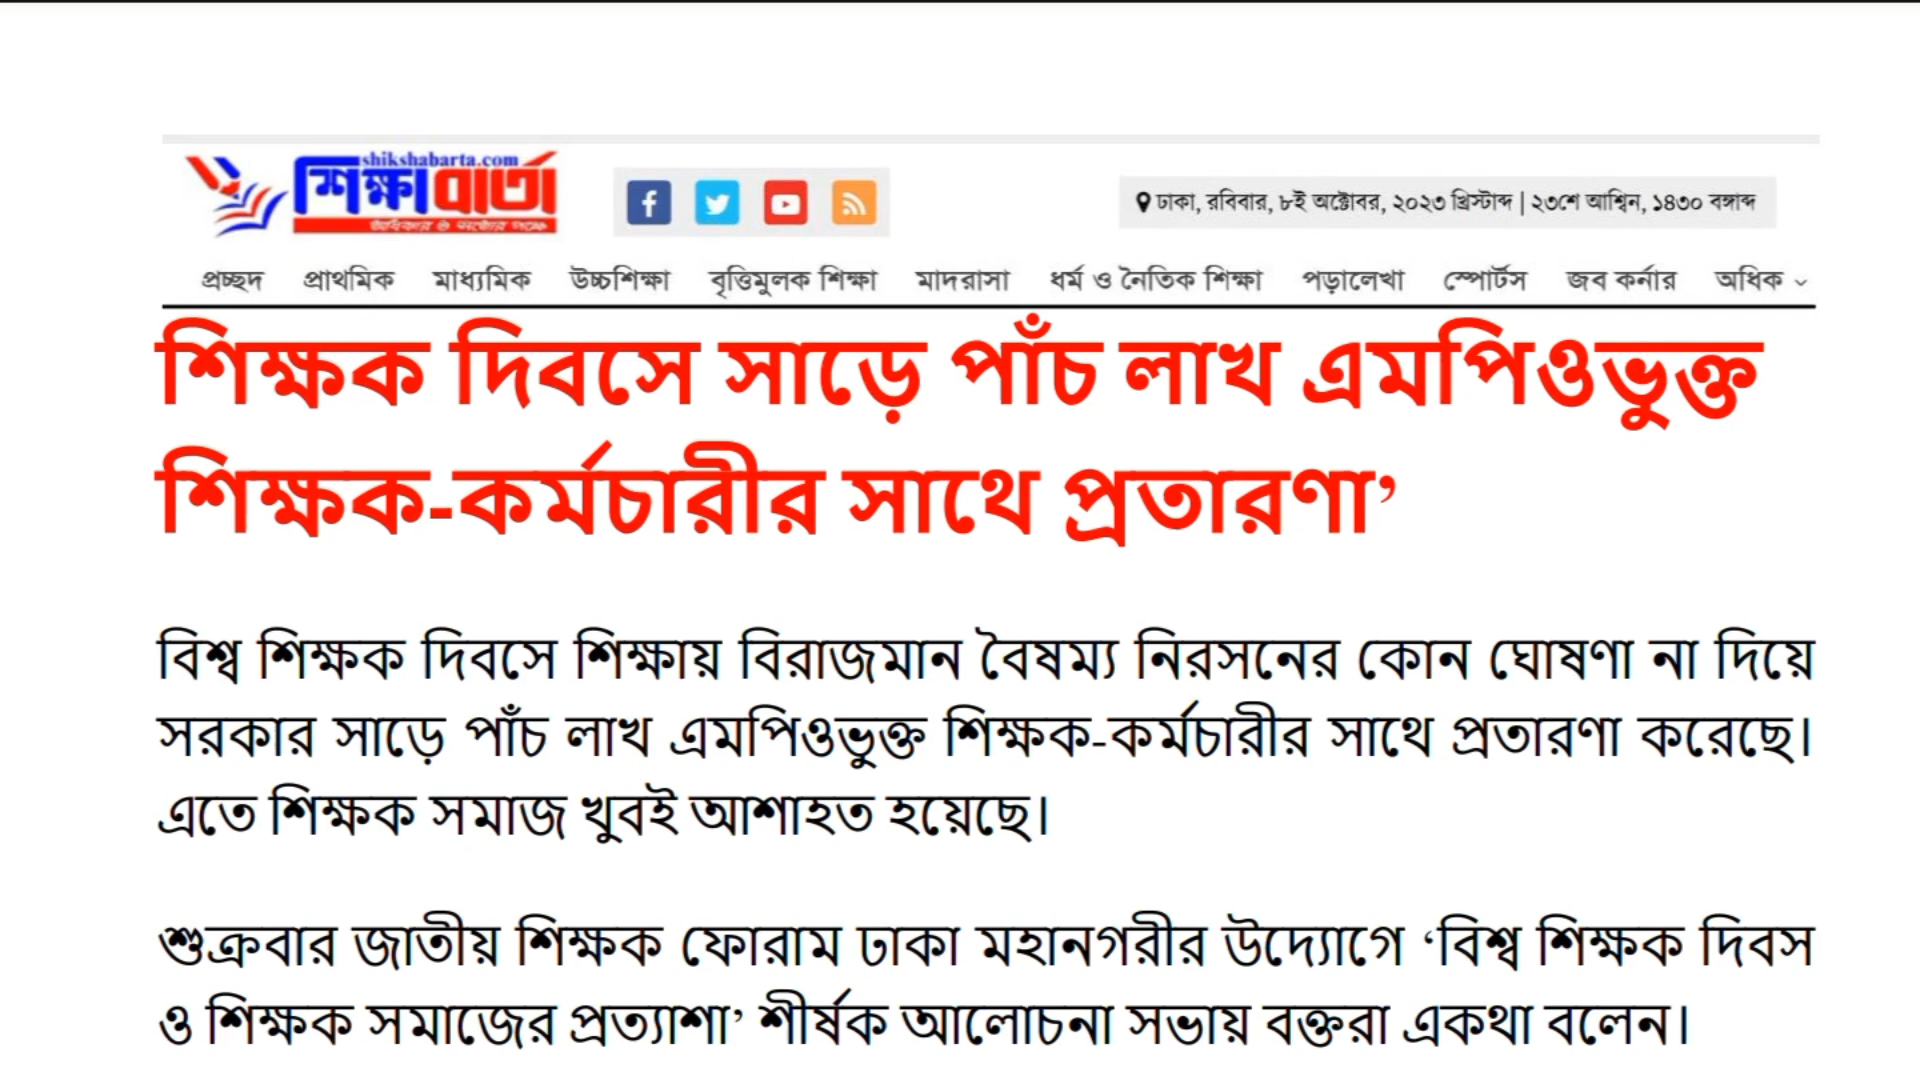 shikshabarta.com
শিক্ষাবার্তা
ঢাকা, রবিবার, ৮ই অক্টোবর, ২০২৩ খ্রিস্টাব্দ | ২৩শে আশ্বিন, ১৪৩০ বঙ্গাব্দ
প্রচ্ছদ প্রাথমিক মাধ্যমিক উচ্চশিক্ষা বৃত্তিমুলক শিক্ষা মাদরাসা ধর্ম ও নৈতিক শিক্ষা পড়ালেখা স্পোর্টস জব কর্নার অধিক
শিক্ষক দিবসে সাড়ে পাঁচ লাখ এমপিওভুক্ত
শিক্ষক-কর্মচারীর সাথে প্রতারণা’
বিশ্ব শিক্ষক দিবসে শিক্ষায় বিরাজমান বৈষম্য নিরসনের কোন ঘোষণা না দিয়ে
সরকার সাড়ে পাঁচ লাখ এমপিওভুক্ত শিক্ষক-কর্মচারীর সাথে প্রতারণা করেছে।
এতে শিক্ষক সমাজ খুবই আশাহত হয়েছে।
শুক্রবার জাতীয় শিক্ষক ফোরাম ঢাকা মহানগরীর উদ্যোগে ‘বিশ্ব শিক্ষক দিবস
ও শিক্ষক সমাজের প্রত্যাশা’ শীর্ষক আলোচনা সভায় বক্তরা একথা বলেন।